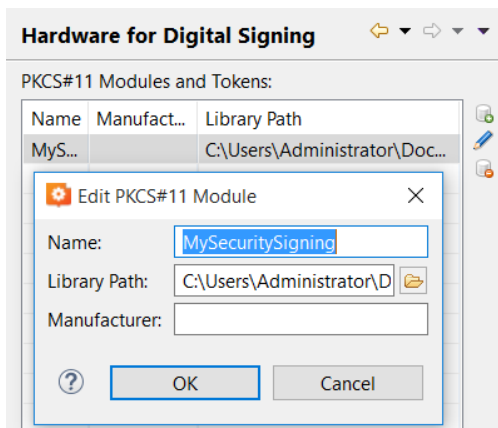 Hardware for Digital Signing
PKCS#11 Modules and Tokens:
Name Manufact... Library Path
MyS... C:\Users\Administrator\Doc...
Edit PKCS#11 Module
Name: MySecuritySigning
Library Path: C:\Users\Administrator\D
Manufacturer:
? OK Cancel